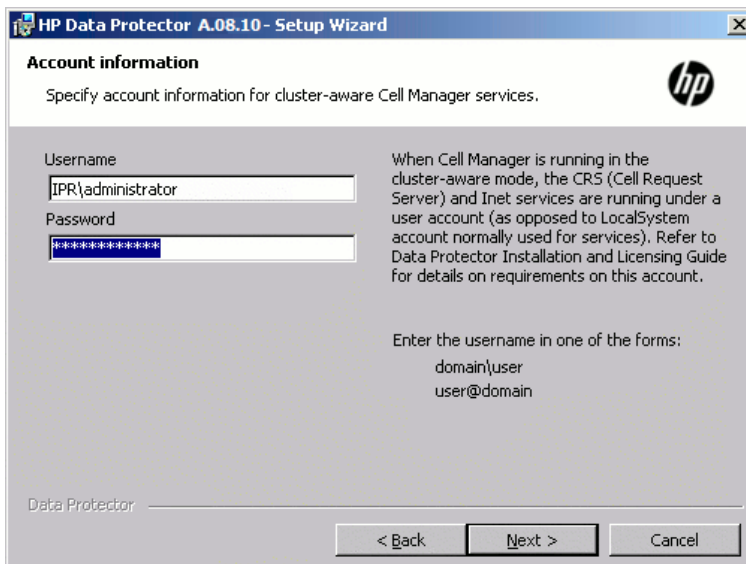 HP Data Protector A.08.10 - Setup Wizard
Account information
Specify account information for cluster-aware Cell Manager services.
hp
Username
IPR\administrator
Password
************
When Cell Manager is running in the
cluster-aware mode, the CRS (Cell Request
Server) and Inet services are running under a
user account (as opposed to LocalSystem
account normally used for services). Refer to
Data Protector Installation and Licensing Guide
for details on requirements on this account.
Enter the username in one of the forms:
domain\user
user@domain
Data Protector
< Back
Next >
Cancel